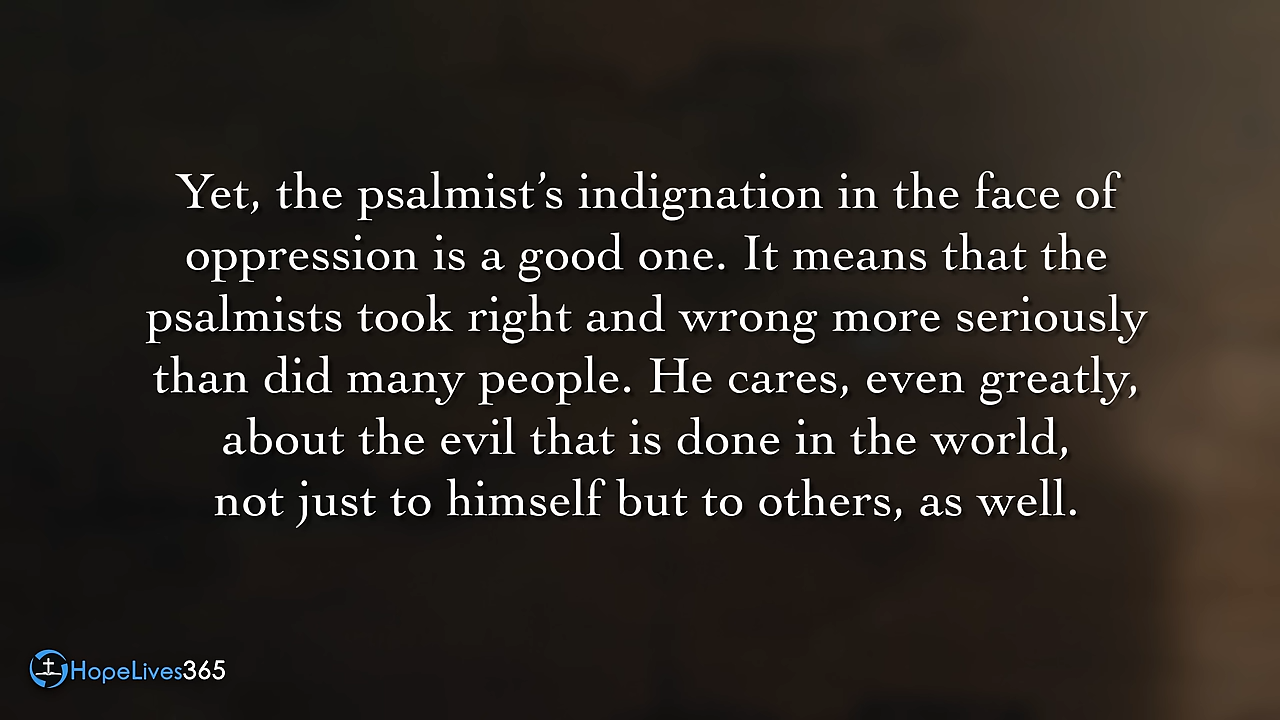 Yet, the psalmist’s indignation in the face of
oppression is a good one. It means that the
psalmists took right and wrong more seriously
than did many people. He cares, even greatly,
about the evil that is done in the world,
not just to himself but to others, as well.
HopeLives365